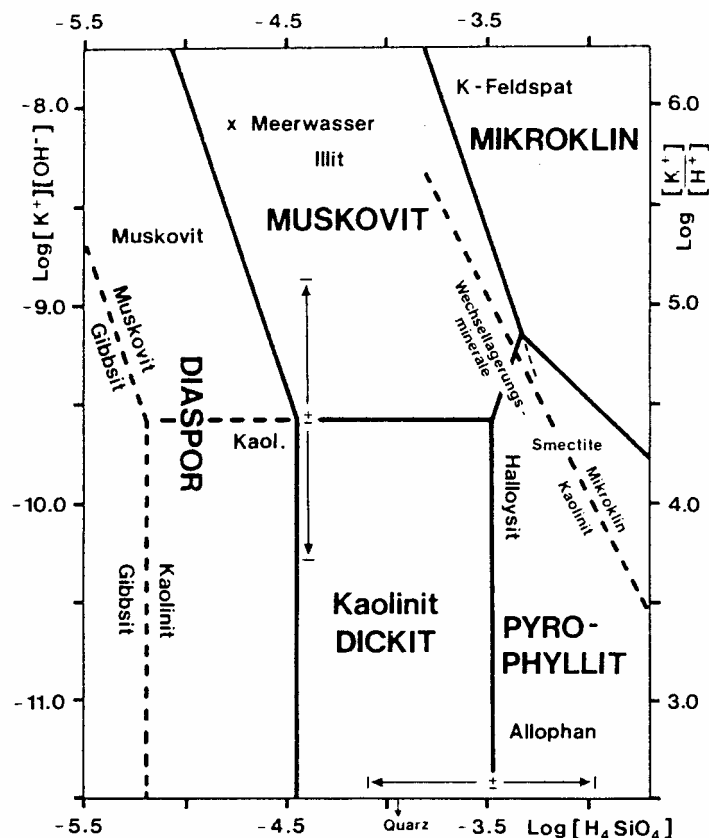 -5.5
-4.5
-3.5
-8.0
-9.0
-10.0
-11.0
Log[K+][OH-]
6.0
5.0
4.0
3.0
Log [K+]/[H+]
K-Feldspat
MIKROKLIN
x Meerwasser
Illit
MUSKOVIT
Muskovit
Muskovit
Gibbsit
DIASPOR
Kaol.
Wechsellagerungs-
minerale
Smectite
Mikroklin
Kaolinit
Halloysit
Kaolinit
Gibbsit
Kaolinit
DICKIT
PYRO-
PHYLLIT
Allophan
±
±
-5.5
-4.5
Quarz
-3.5
Log[H4SiO4]